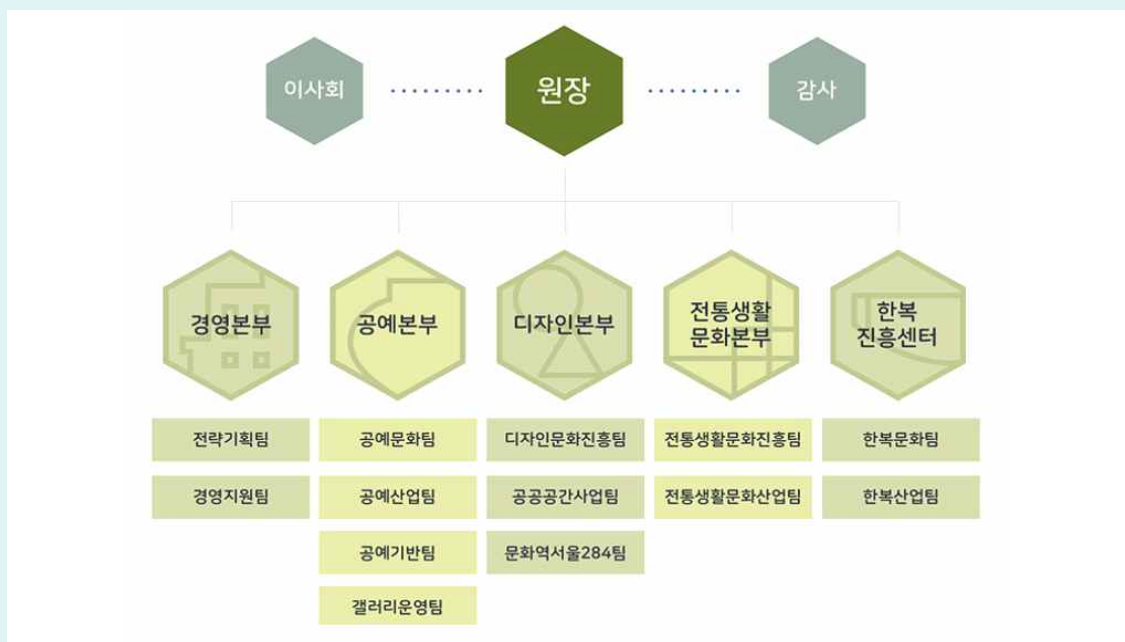 이사회
원장
감사
경영본부
공예본부
디자인본부
전통생활
문화본부
한복
진흥센터
전략기획팀
공예문화팀
디자인문화진흥팀
전통생활문화진흥팀
한복문화팀
경영지원팀
공예산업팀
공공공간사업팀
전통생활문화산업팀
한복산업팀
공예기반팀
문화역서울284팀
갤러리운영팀